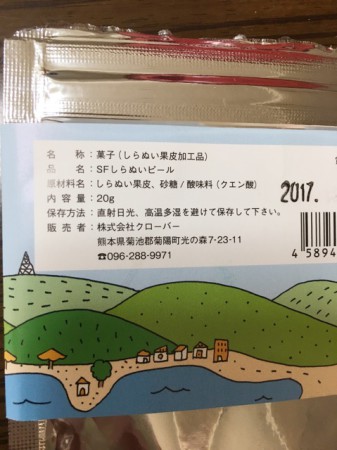 名　　称：菓子（しらぬい果皮加工品）
品　　名：SFしらぬいピール
原材料名：しらぬい果皮、砂糖 / 酸味料（クエン酸）
内 容 量：20g
保存方法：直射日光、高温多湿を避けて保存して下さい。
販 売 者：株式会社クローバー
熊本県菊池郡菊陽町光の森7-23-11
☎096-288-9971
2017.
4 5894